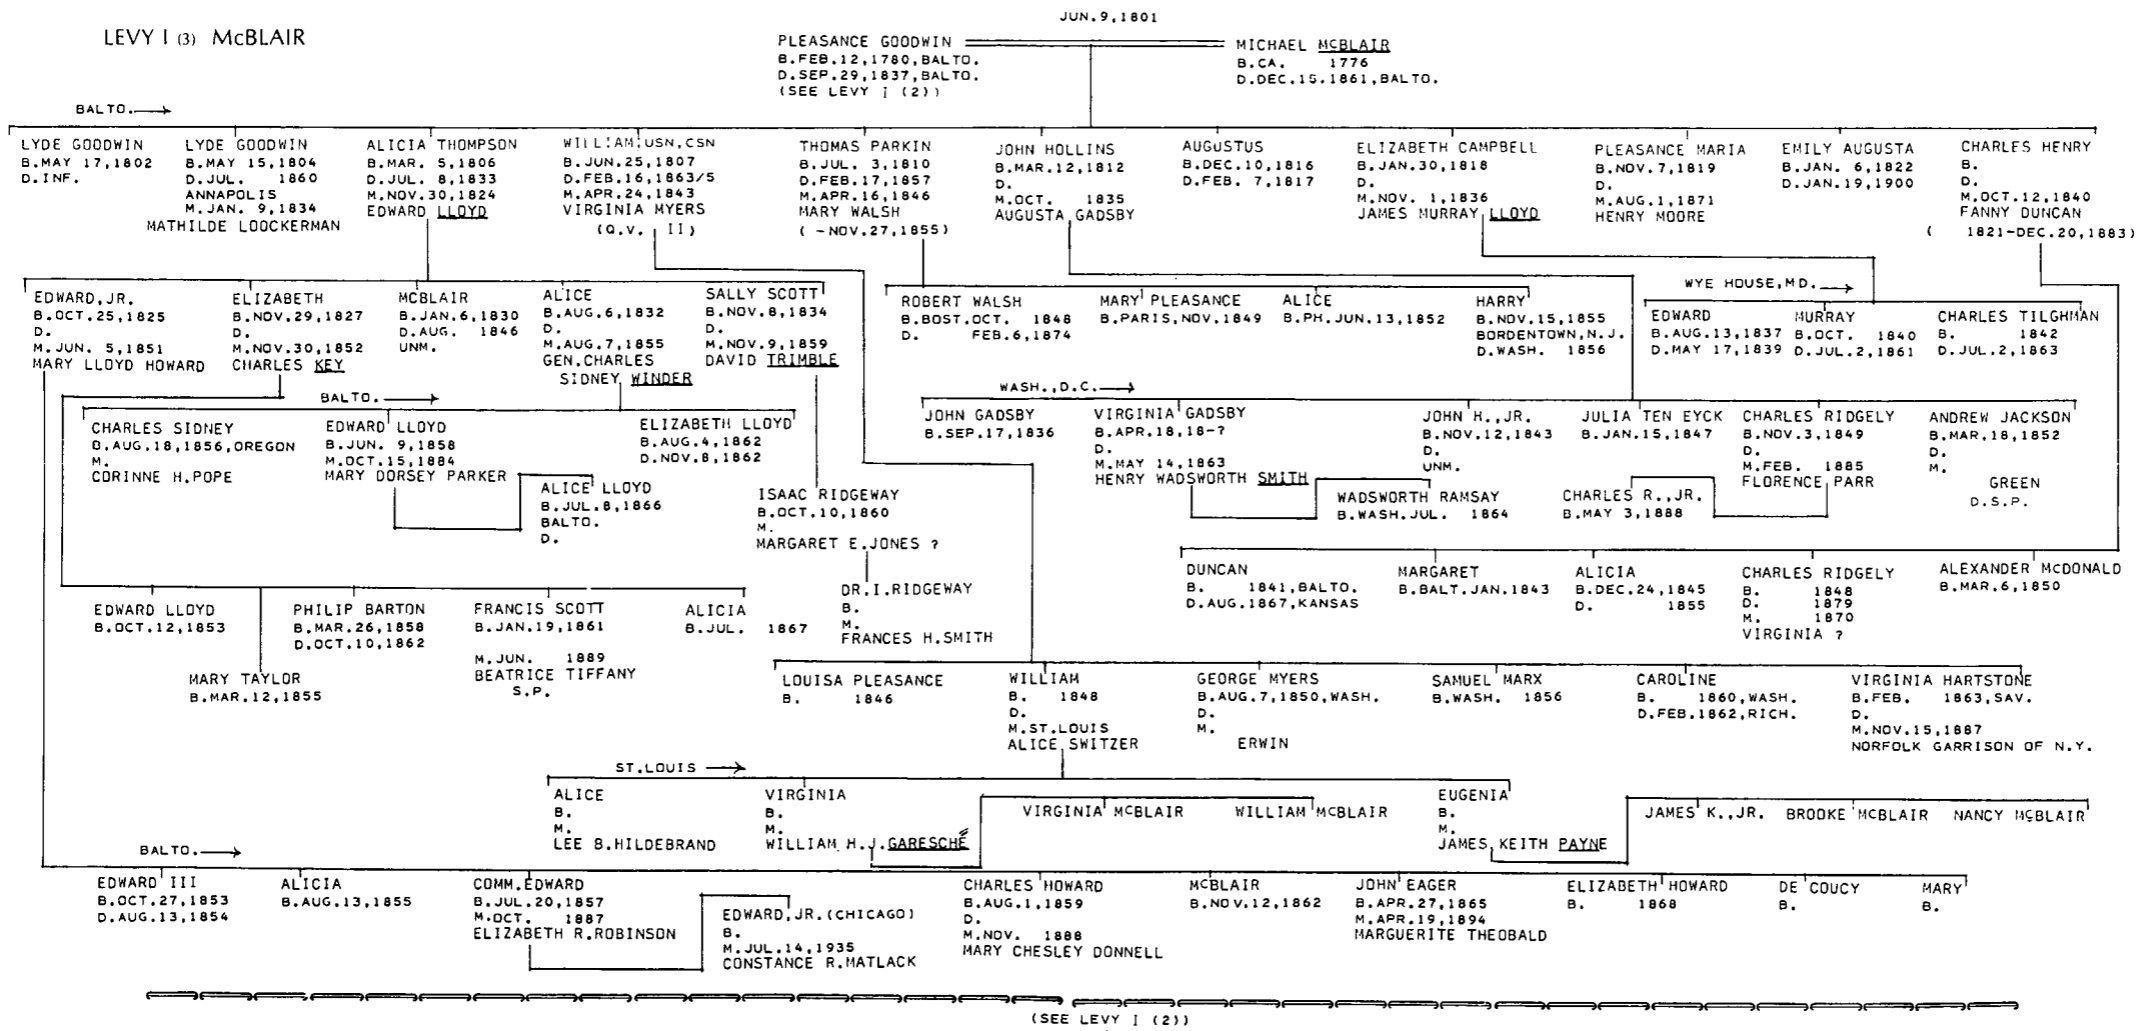 LEVY I (3) McBLAIR
JUN.9,1801
PLEASANCE GOODWIN
B.FEB.12,1780,BALTO.
D.SEP.29,1837,BALTO.
(SEE LEVY I (2))
MICHAEL MCBLAIR
B.CA. 1776
D.DEC.15.1861,BALTO.
BALTO.
LYDE GOODWIN
B.MAY 17,1802
D.INF.
LYDE GOODWIN
B.MAY 15,1804
D.JUL. 1860
ANNAPOLIS
M.JAN. 9,1834
MATHILDE LOOCKERMAN
ALICIA THOMPSON
B.MAR. 5,1806
D.JUL. 8,1833
M.NOV.30,1824
EDWARD LLOYD
WILLIAM,USN,CSN
B.JUN.25,1807
D.FEB.16,1863/5
M.APR.24,1843
VIRGINIA MYERS
(Q.V. II)
THOMAS PARKIN
B.JUL. 3,1810
D.FEB.17,1857
M.APR.16,1846
MARY WALSH
( -NOV.27,1855)
JOHN HOLLINS
B.MAR.12,1812
D.
M.OCT. 1835
AUGUSTA GADSBY
AUGUSTUS
B.DEC.10,1816
D.FEB. 7,1817
ELIZABETH CAMPBELL
B.JAN.30,1818
D.
M.NOV. 1,1836
JAMES MURRAY LLOYD
PLEASANCE MARIA
B.NOV.7,1819
D.
M.AUG.1,1871
HENRY MOORE
EMILY AUGUSTA
B.JAN. 6,1822
D.JAN.19,1900
CHARLES HENRY
B.
D.
M.OCT.12,1840
FANNY DUNCAN
( 1821-DEC.20,1883)
EDWARD,JR.
B.OCT.25,1825
D.
M.JUN. 5,1851
MARY LLOYD HOWARD
ELIZABETH
B.NOV.29,1827
D.
M.NOV.30,1852
CHARLES KEY
MCBLAIR
B.JAN.6,1830
D.AUG. 1846
UNM.
ALICE
B.AUG.6,1832
D.
M.AUG.7,1855
GEN.CHARLES
SIDNEY WINDER
SALLY SCOTT
B.NOV.8,1834
D.
M.NOV.9,1859
DAVID TRIMBLE
ROBERT WALSH
B.BOST.OCT. 1848
D. FEB.6,1874
MARY PLEASANCE
B.PARIS,NOV.1849
ALICE
B.PH.JUN.13,1852
HARRY
B.NOV.15,1855
BORDENTOWN,N.J.
D.WASH. 1856
WYE HOUSE,MD.
EDWARD
B.AUG.13,1837
D.MAY 17,1839
MURRAY
B.OCT. 1840
D.JUL.2,1861
CHARLES TILGHMAN
B. 1842
D.JUL.2,1863
BALTO.
CHARLES SIDNEY
B.AUG.18,1856,OREGON
M.
CORINNE H.POPE
EDWARD LLOYD
B.JUN. 9,1858
M.OCT.15,1884
MARY DORSEY PARKER
ELIZABETH LLOYD
B.AUG.4,1862
D.NOV.8,1862
ALICE LLOYD
B.JUL.8,1866
BALTO.
D.
ISAAC RIDGEWAY
B.OCT.10,1860
M.
MARGARET E.JONES ?
WASH.,D.C.
JOHN GADSBY
B.SEP.17,1836
VIRGINIA GADSBY
B.APR.18,18-?
D.
M.MAY 14,1863
HENRY WADSWORTH SMITH
WADSWORTH RAMSAY
B.WASH.JUL. 1864
JOHN H.,JR.
B.NOV.12,1843
D.
UNM.
JULIA TEN EYCK
B.JAN.15,1847
CHARLES RIDGELY
B.NOV.3,1849
D.
M.FEB. 1885
FLORENCE PARR
CHARLES R.,JR.
B.MAY 3,1888
ANDREW JACKSON
B.MAR.18,1852
D.
M.
GREEN
D.S.P.
EDWARD LLOYD
B.OCT.12,1853
MARY TAYLOR
B.MAR.12,1855
PHILIP BARTON
B.MAR.26,1858
D.OCT.10,1862
FRANCIS SCOTT
B.JAN.19,1861
M.JUN. 1889
BEATRICE TIFFANY
S.P.
ALICIA
B.JUL. 1867
DR.I.RIDGEWAY
B.
M.
FRANCES H.SMITH
DUNCAN
B. 1841,BALTO.
D.AUG.1867,KANSAS
MARGARET
B.BALT.JAN.1843
ALICIA
B.DEC.24,1845
D. 1855
CHARLES RIDGELY
B. 1848
D. 1879
M. 1870
VIRGINIA ?
ALEXANDER MCDONALD
B.MAR.6,1850
LOUISA PLEASANCE
B. 1846
WILLIAM
B. 1848
D.
M.ST.LOUIS
ALICE SWITZER
GEORGE MYERS
B.AUG.7,1850,WASH.
D.
M.
ERWIN
SAMUEL MARX
B.WASH. 1856
CAROLINE
B. 1860,WASH.
D.FEB.1862,RICH.
VIRGINIA HARTSTONE
B.FEB. 1863,SAV.
D.
M.NOV.15,1887
NORFOLK GARRISON OF N.Y.
ST.LOUIS
ALICE
B.
M.
LEE B.HILDEBRAND
VIRGINIA
B.
M.
WILLIAM H.J.GARESCHÉ
VIRGINIA MCBLAIR
WILLIAM MCBLAIR
EUGENIA
B.
M.
JAMES KEITH PAYNE
JAMES K.,JR.
BROOKE MCBLAIR
NANCY MCBLAIR
BALTO.
EDWARD III
B.OCT.27,1853
D.AUG.13,1854
ALICIA
B.AUG.13,1855
COMM.EDWARD
B.JUL.20,1857
M.OCT. 1887
ELIZABETH R.ROBINSON
EDWARD,JR.(CHICAGO)
B.
M.JUL.14,1935
CONSTANCE R.MATLACK
CHARLES HOWARD
B.AUG.1,1859
D.
M.NOV. 1888
MARY CHESLEY DONNELL
MCBLAIR
B.NOV.12,1862
JOHN EAGER
B.APR.27,1865
M.APR.19,1894
MARGUERITE THEOBALD
ELIZABETH HOWARD
B. 1868
DE COUCY
B.
MARY
B.
(SEE LEVY I (2))